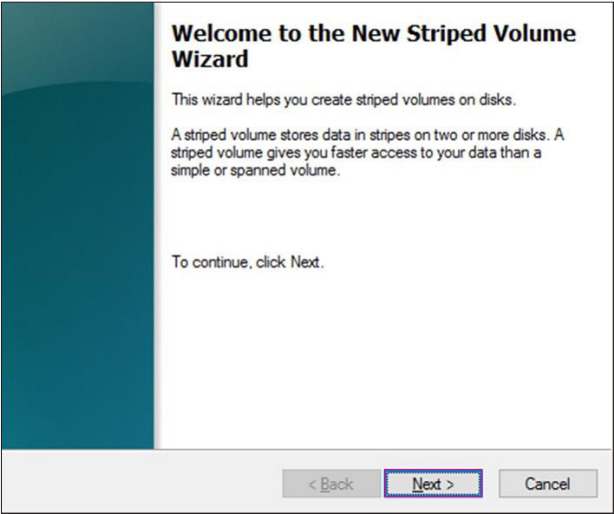 Welcome to the New Striped Volume
Wizard
This wizard helps you create striped volumes on disks.
A striped volume stores data in stripes on two or more disks. A
striped volume gives you faster access to your data than a
simple or spanned volume.
To continue, click Next.
< Back Next > Cancel